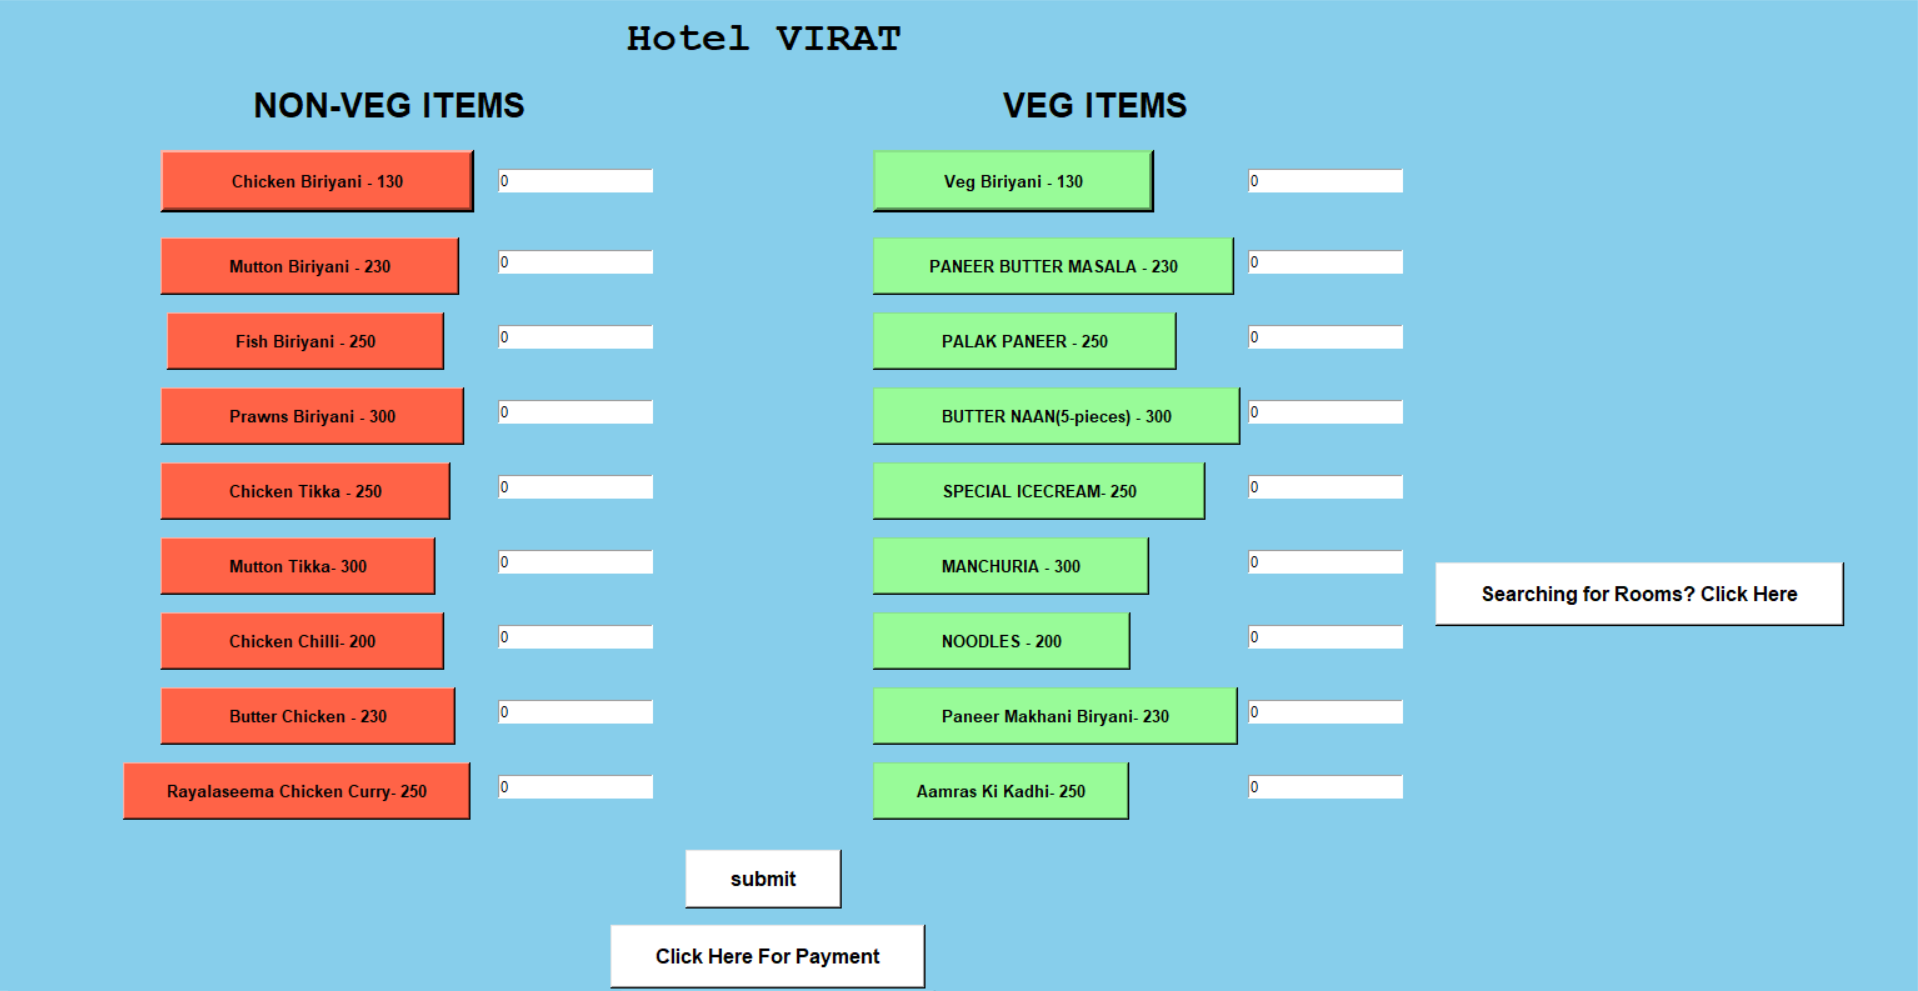 Hotel VIRAT
NON-VEG ITEMS
VEG ITEMS
Chicken Biriyani - 130
0
Veg Biriyani - 130
0
Mutton Biriyani - 230
0
PANEER BUTTER MASALA - 230
0
Fish Biriyani - 250
0
PALAK PANEER - 250
0
Prawns Biriyani - 300
0
BUTTER NAAN(5-pieces) - 300
0
Chicken Tikka - 250
0
SPECIAL ICECREAM- 250
0
Mutton Tikka- 300
0
MANCHURIA - 300
0
Searching for Rooms? Click Here
Chicken Chilli- 200
0
NOODLES - 200
0
Butter Chicken - 230
0
Paneer Makhani Biryani- 230
0
Rayalaseema Chicken Curry- 250
0
Aamras Ki Kadhi- 250
0
submit
Click Here For Payment